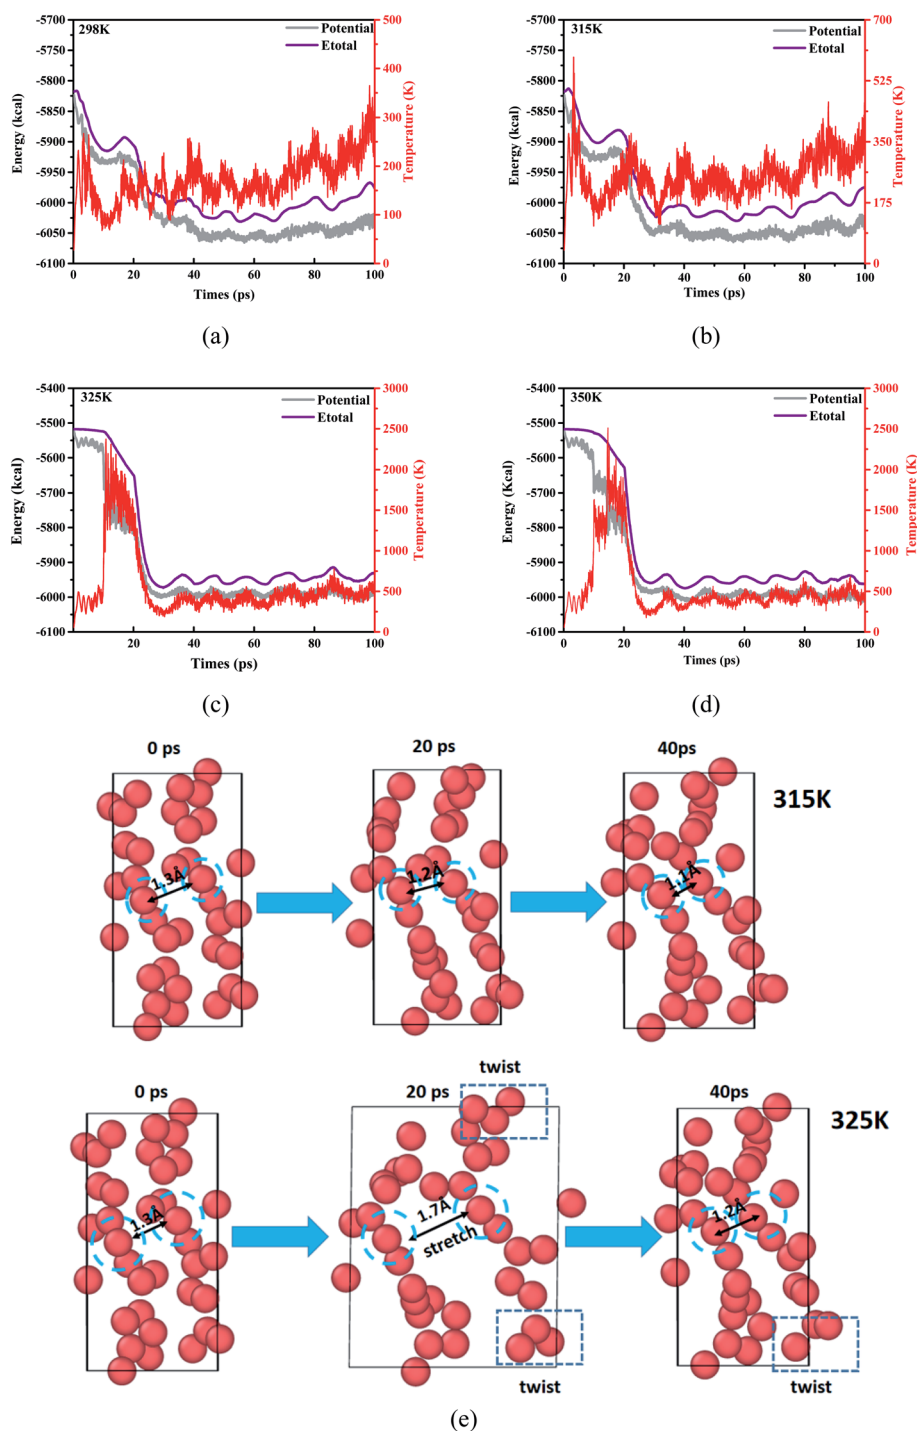 298K
Potential
Etotal
Energy (kcal)
-5700
-5750
-5800
-5850
-5900
-5950
-6000
-6050
-6100
500
450
400
350
300
250
200
150
100
50
0
Temperature (K)
0 20 40 60 80 100
Times (ps)
(a)
315K
Potential
Etotal
Energy (kcal)
-5700
-5750
-5800
-5850
-5900
-5950
-6000
-6050
-6100
700
525
350
175
0
Temperature (K)
0 20 40 60 80 100
Times (ps)
(b)
325K
Potential
Etotal
Energy (kcal)
-5400
-5500
-5600
-5700
-5800
-5900
-6000
-6100
3000
2500
2000
1500
1000
500
0
Temperature (K)
0 20 40 60 80 100
Times (ps)
(c)
350K
Potential
Etotal
Energy (Kcal)
-5400
-5500
-5600
-5700
-5800
-5900
-6000
-6100
3000
2500
2000
1500
1000
500
0
Temperature (K)
0 20 40 60 80 100
Times (ps)
(d)
0 ps
20 ps
40ps
315K
1.3Å
1.2Å
1.1Å
twist
0 ps
20 ps
40ps
325K
1.3Å
1.7Å
stretch
1.2Å
twist
twist
(e)